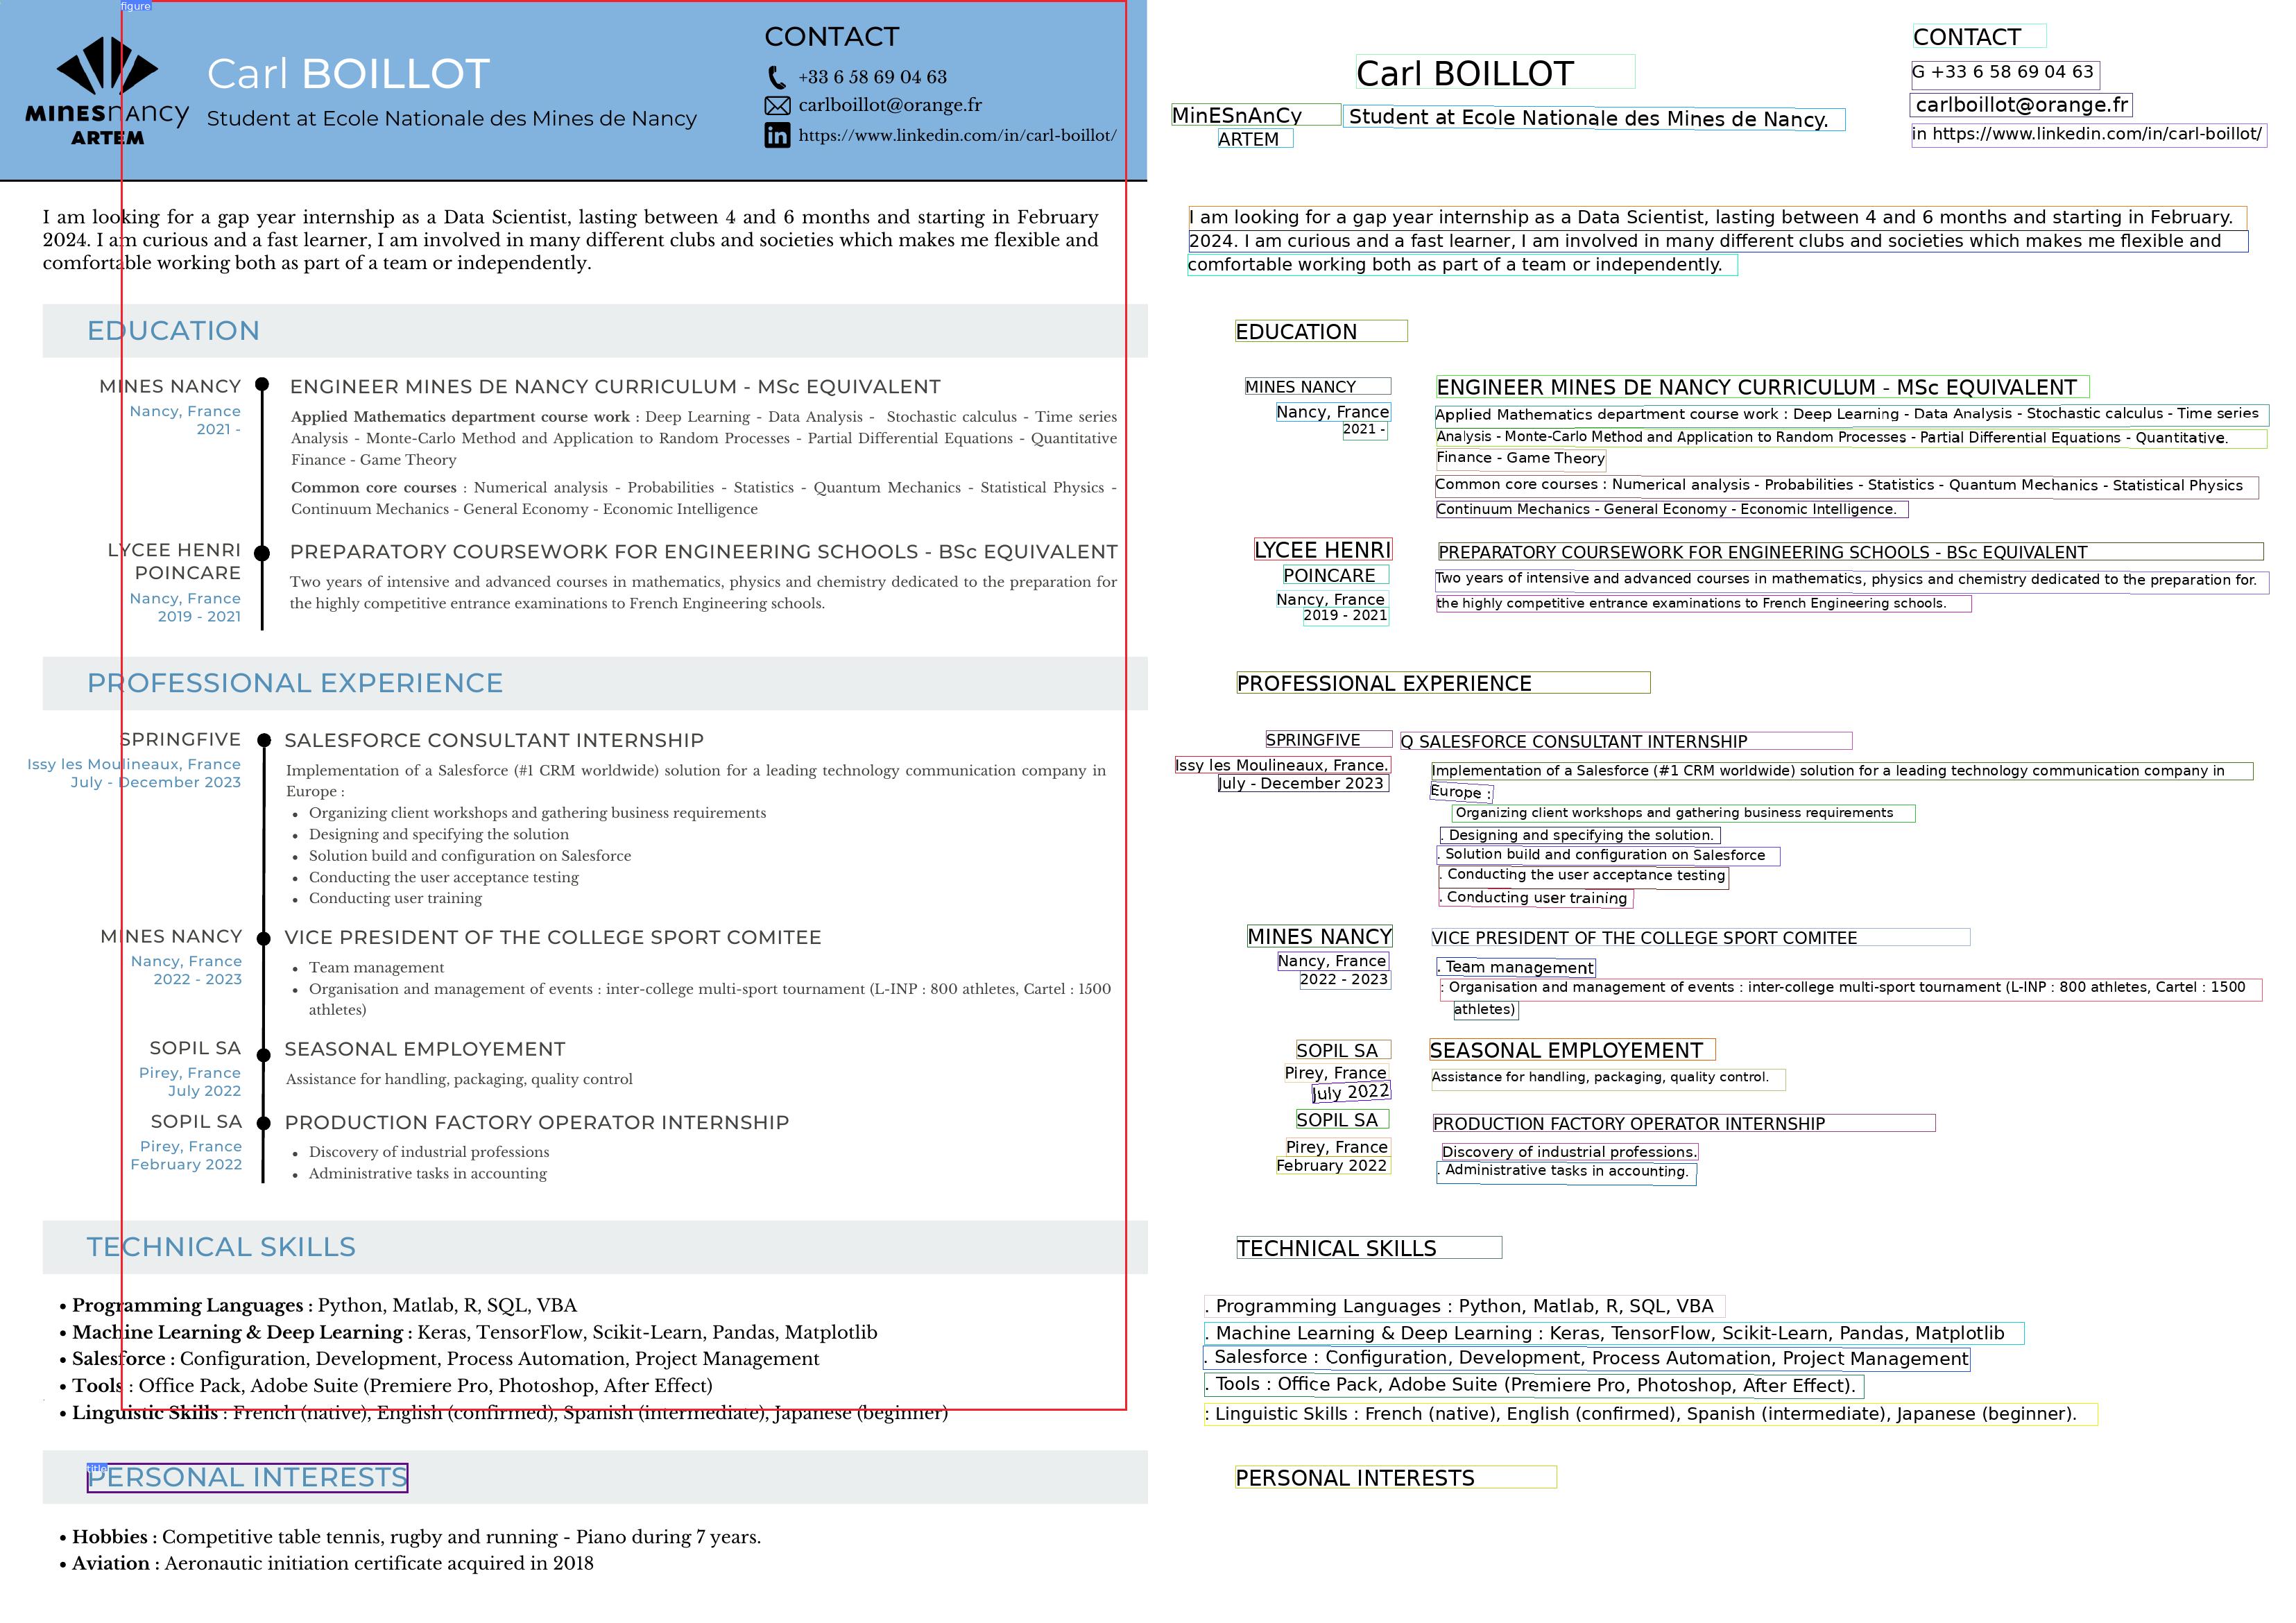 figure
MINESnancy
ARTEM
Carl BOILLOT
Student at Ecole Nationale des Mines de Nancy
CONTACT
+33 6 58 69 04 63
carlboillot@orange.fr
https://www.linkedin.com/in/carl-boillot/
I am looking for a gap year internship as a Data Scientist, lasting between 4 and 6 months and starting in February
2024. I am curious and a fast learner, I am involved in many different clubs and societies which makes me flexible and
comfortable working both as part of a team or independently.
EDUCATION
MINES NANCY
Nancy, France
2021 -
ENGINEER MINES DE NANCY CURRICULUM - MSc EQUIVALENT
Applied Mathematics department course work : Deep Learning - Data Analysis - Stochastic calculus - Time series
Analysis - Monte-Carlo Method and Application to Random Processes - Partial Differential Equations - Quantitative
Finance - Game Theory
Common core courses : Numerical analysis - Probabilities - Statistics - Quantum Mechanics - Statistical Physics -
Continuum Mechanics - General Economy - Economic Intelligence
LYCEE HENRI
POINCARE
Nancy, France
2019 - 2021
PREPARATORY COURSEWORK FOR ENGINEERING SCHOOLS - BSc EQUIVALENT
Two years of intensive and advanced courses in mathematics, physics and chemistry dedicated to the preparation for
the highly competitive entrance examinations to French Engineering schools.
PROFESSIONAL EXPERIENCE
SPRINGFIVE
Issy les Moulineaux, France
July - December 2023
SALESFORCE CONSULTANT INTERNSHIP
Implementation of a Salesforce (#1 CRM worldwide) solution for a leading technology communication company in
Europe :
• Organizing client workshops and gathering business requirements
• Designing and specifying the solution
• Solution build and configuration on Salesforce
• Conducting the user acceptance testing
• Conducting user training
MINES NANCY
Nancy, France
2022 - 2023
VICE PRESIDENT OF THE COLLEGE SPORT COMITEE
• Team management
• Organisation and management of events : inter-college multi-sport tournament (L-INP : 800 athletes, Cartel : 1500
athletes)
SOPIL SA
Pirey, France
July 2022
SEASONAL EMPLOYEMENT
Assistance for handling, packaging, quality control
SOPIL SA
Pirey, France
February 2022
PRODUCTION FACTORY OPERATOR INTERNSHIP
• Discovery of industrial professions
• Administrative tasks in accounting
TECHNICAL SKILLS
• Programming Languages : Python, Matlab, R, SQL, VBA
• Machine Learning & Deep Learning : Keras, TensorFlow, Scikit-Learn, Pandas, Matplotlib
• Salesforce : Configuration, Development, Process Automation, Project Management
• Tools : Office Pack, Adobe Suite (Premiere Pro, Photoshop, After Effect)
• Linguistic Skills : French (native), English (confirmed), Spanish (intermediate), Japanese (beginner)
title
PERSONAL INTERESTS
• Hobbies : Competitive table tennis, rugby and running - Piano during 7 years.
• Aviation : Aeronautic initiation certificate acquired in 2018
CONTACT
Carl BOILLOT
G +33 6 58 69 04 63
carlboillot@orange.fr
MinESnAnCy
Student at Ecole Nationale des Mines de Nancy.
in https://www.linkedin.com/in/carl-boillot/
ARTEM
I am looking for a gap year internship as a Data Scientist, lasting between 4 and 6 months and starting in February.
2024. I am curious and a fast learner, I am involved in many different clubs and societies which makes me flexible and
comfortable working both as part of a team or independently.
EDUCATION
MINES NANCY
Nancy, France
2021 -
ENGINEER MINES DE NANCY CURRICULUM - MSc EQUIVALENT
Applied Mathematics department course work : Deep Learning - Data Analysis - Stochastic calculus - Time series
Analysis - Monte-Carlo Method and Application to Random Processes - Partial Differential Equations - Quantitative.
Finance - Game Theory
Common core courses : Numerical analysis - Probabilities - Statistics - Quantum Mechanics - Statistical Physics
Continuum Mechanics - General Economy - Economic Intelligence.
LYCEE HENRI
POINCARE
Nancy, France
2019 - 2021
PREPARATORY COURSEWORK FOR ENGINEERING SCHOOLS - BSc EQUIVALENT
Two years of intensive and advanced courses in mathematics, physics and chemistry dedicated to the preparation for.
the highly competitive entrance examinations to French Engineering schools.
PROFESSIONAL EXPERIENCE
SPRINGFIVE
Issy les Moulineaux, France.
July - December 2023
Q SALESFORCE CONSULTANT INTERNSHIP
Implementation of a Salesforce (#1 CRM worldwide) solution for a leading technology communication company in
Europe :
Organizing client workshops and gathering business requirements
. Designing and specifying the solution.
. Solution build and configuration on Salesforce
. Conducting the user acceptance testing
. Conducting user training
MINES NANCY
Nancy, France
2022 - 2023
VICE PRESIDENT OF THE COLLEGE SPORT COMITEE
. Team management
: Organisation and management of events : inter-college multi-sport tournament (L-INP : 800 athletes, Cartel : 1500
athletes)
SOPIL SA
Pirey, France
July 2022
SEASONAL EMPLOYEMENT
Assistance for handling, packaging, quality control.
SOPIL SA
Pirey, France
February 2022
PRODUCTION FACTORY OPERATOR INTERNSHIP
Discovery of industrial professions.
. Administrative tasks in accounting.
TECHNICAL SKILLS
. Programming Languages : Python, Matlab, R, SQL, VBA
. Machine Learning & Deep Learning : Keras, TensorFlow, Scikit-Learn, Pandas, Matplotlib
. Salesforce : Configuration, Development, Process Automation, Project Management
. Tools : Office Pack, Adobe Suite (Premiere Pro, Photoshop, After Effect).
: Linguistic Skills : French (native), English (confirmed), Spanish (intermediate), Japanese (beginner).
PERSONAL INTERESTS